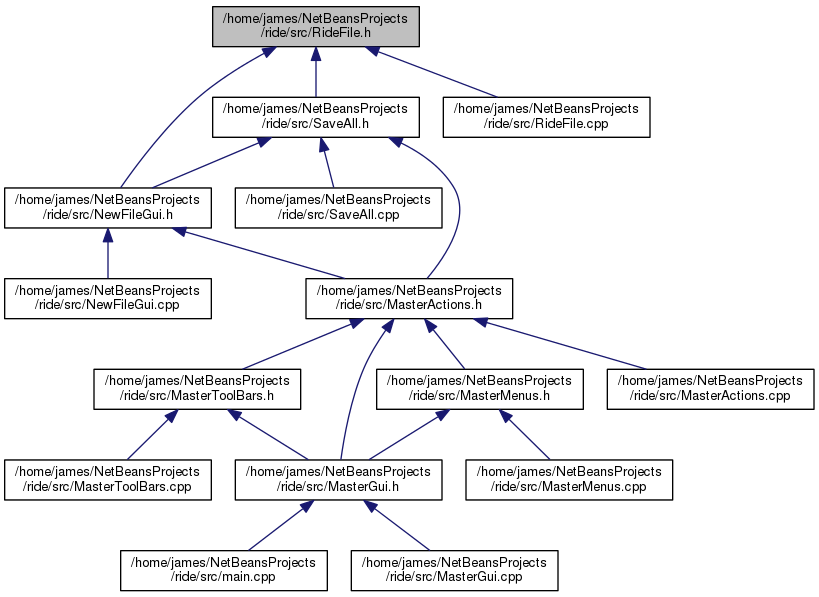 /home/james/NetBeansProjects
/ride/src/RideFile.h
/home/james/NetBeansProjects
/ride/src/SaveAll.h
/home/james/NetBeansProjects
/ride/src/RideFile.cpp
/home/james/NetBeansProjects
/ride/src/NewFileGui.h
/home/james/NetBeansProjects
/ride/src/SaveAll.cpp
/home/james/NetBeansProjects
/ride/src/NewFileGui.cpp
/home/james/NetBeansProjects
/ride/src/MasterActions.h
/home/james/NetBeansProjects
/ride/src/MasterToolBars.h
/home/james/NetBeansProjects
/ride/src/MasterMenus.h
/home/james/NetBeansProjects
/ride/src/MasterActions.cpp
/home/james/NetBeansProjects
/ride/src/MasterToolBars.cpp
/home/james/NetBeansProjects
/ride/src/MasterGui.h
/home/james/NetBeansProjects
/ride/src/MasterMenus.cpp
/home/james/NetBeansProjects
/ride/src/main.cpp
/home/james/NetBeansProjects
/ride/src/MasterGui.cpp